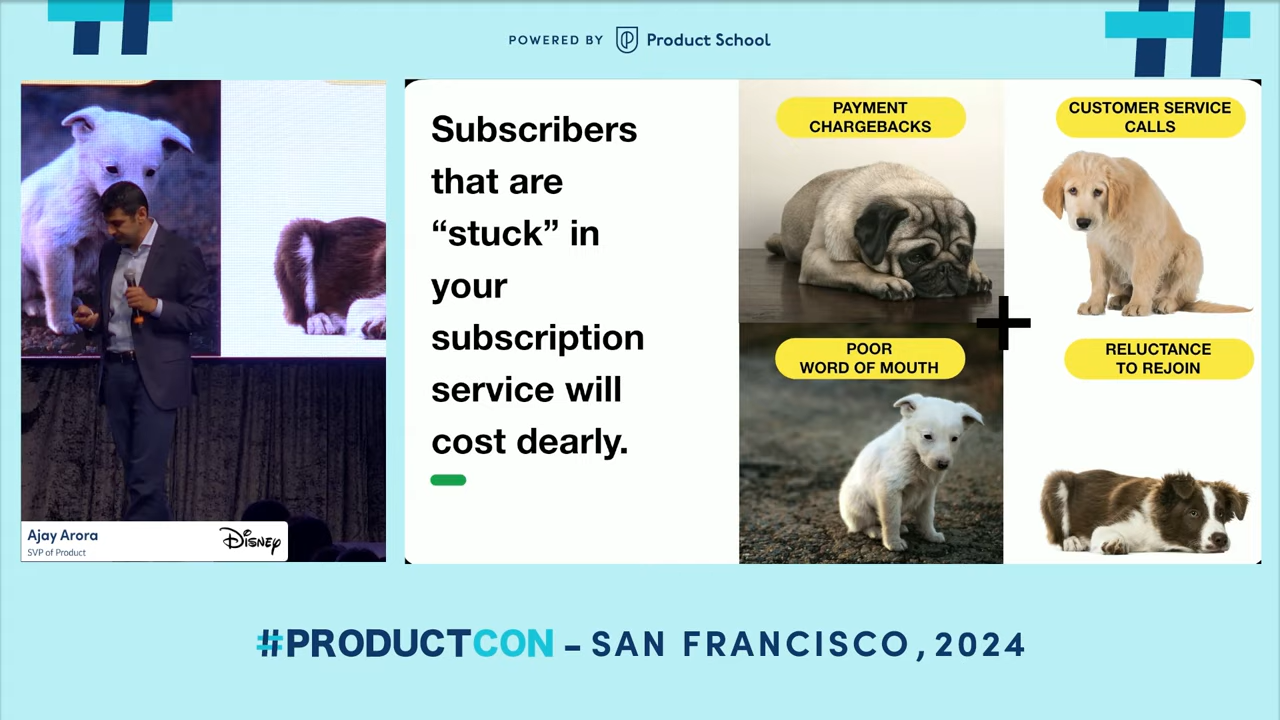 POWERED BY Product School
Subscribers
that are
“stuck” in
your
subscription
service will
cost dearly.
PAYMENT
CHARGEBACKS
CUSTOMER SERVICE
CALLS
POOR
WORD OF MOUTH
RELUCTANCE
TO REJOIN
Ajay Arora
SVP of Product
Disney
#PRODUCTCON – SAN FRANCISCO, 2024